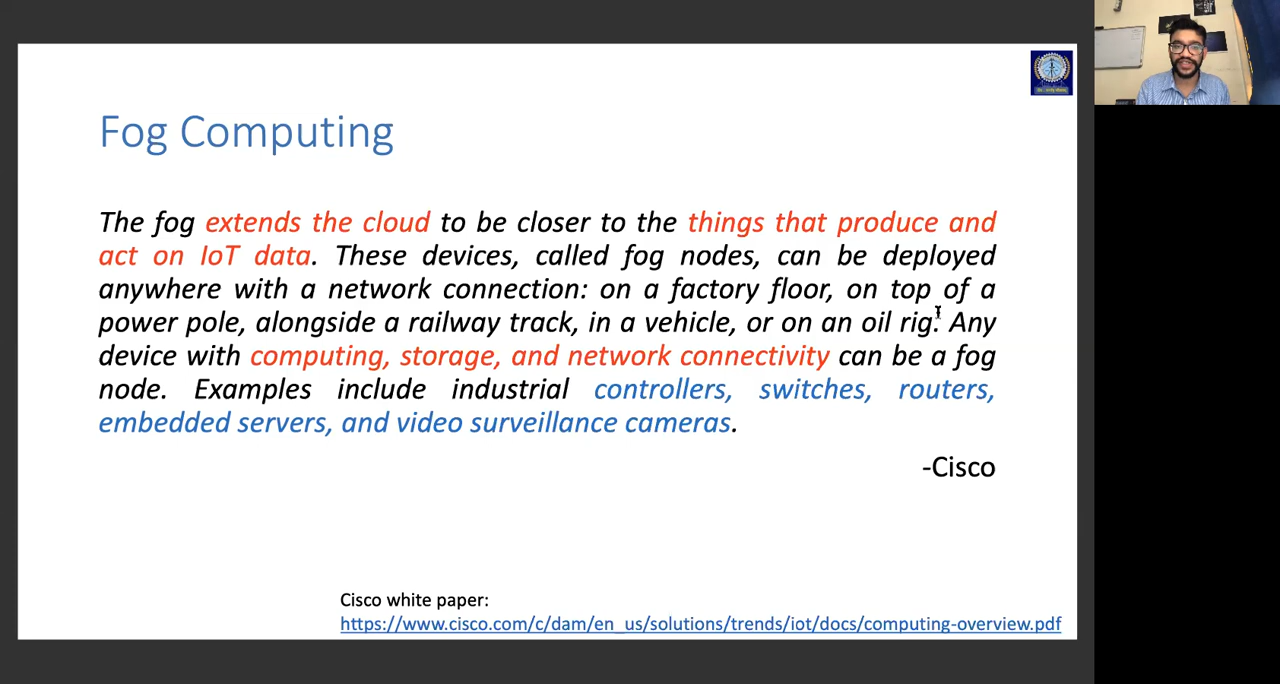 Fog Computing
The fog extends the cloud to be closer to the things that produce and
act on IoT data. These devices, called fog nodes, can be deployed
anywhere with a network connection: on a factory floor, on top of a
power pole, alongside a railway track, in a vehicle, or on an oil rig. Any
device with computing, storage, and network connectivity can be a fog
node. Examples include industrial controllers, switches, routers,
embedded servers, and video surveillance cameras.
-Cisco
Cisco white paper:
https://www.cisco.com/c/dam/en_us/solutions/trends/iot/docs/computing-overview.pdf